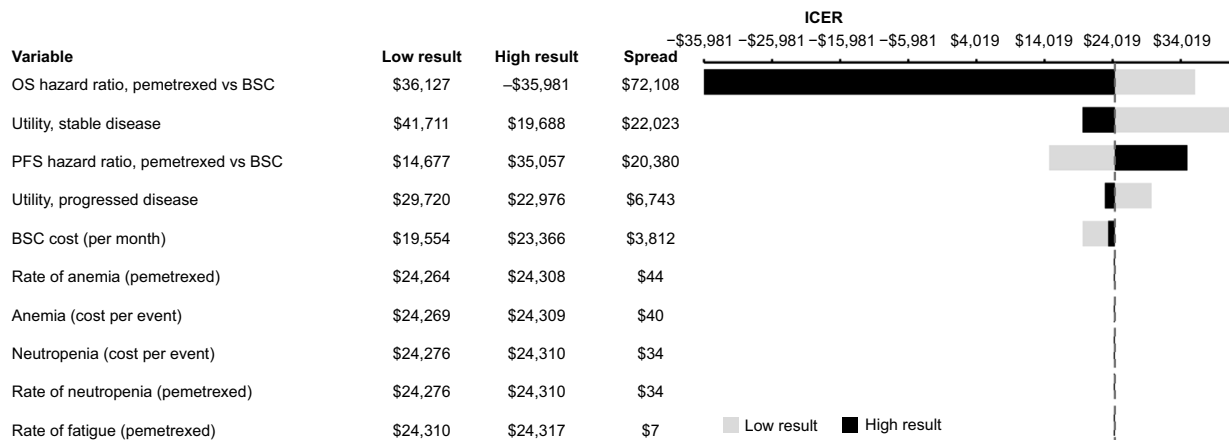 ICER
−$35,981 −$25,981 −$15,981 −$5,981 $4,019 $14,019 $24,019 $34,019
Variable Low result High result Spread
OS hazard ratio, pemetrexed vs BSC $36,127 –$35,981 $72,108
Utility, stable disease $41,711 $19,688 $22,023
PFS hazard ratio, pemetrexed vs BSC $14,677 $35,057 $20,380
Utility, progressed disease $29,720 $22,976 $6,743
BSC cost (per month) $19,554 $23,366 $3,812
Rate of anemia (pemetrexed) $24,264 $24,308 $44
Anemia (cost per event) $24,269 $24,309 $40
Neutropenia (cost per event) $24,276 $24,310 $34
Rate of neutropenia (pemetrexed) $24,276 $24,310 $34
Rate of fatigue (pemetrexed) $24,310 $24,317 $7
Low result High result